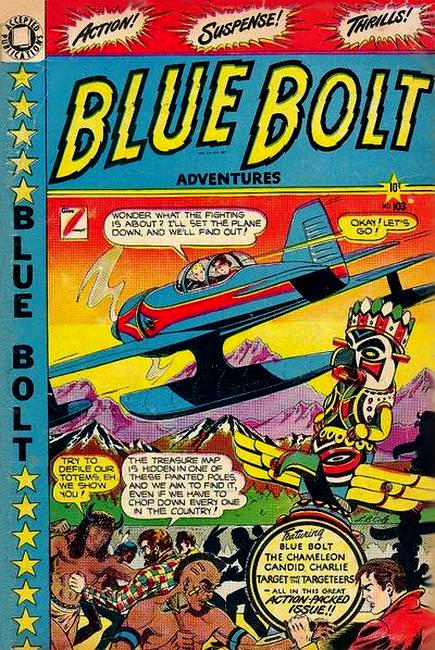 ACCEPTED
PUBLICATIONS
ACTION!
SUSPENSE!
THRILLS!
BLUE BOLT
ADVENTURES
10¢
NO 103
Give
WONDER WHAT THE FIGHTING
IS ABOUT? I'LL SET THE PLANE
DOWN, AND WE'LL FIND OUT!
OKAY! LET'S
GO!
BLUE BOLT
TRY TO
DEFILE OUR
TOTEMS, EH
WE SHOW
YOU!
THE TREASURE MAP
IS HIDDEN IN ONE OF
THESE PAINTED POLES,
AND WE AIM TO FIND IT,
EVEN IF WE HAVE TO
CHOP DOWN EVERY ONE
IN THE COUNTRY!
Featuring
BLUE BOLT
THE CHAMELEON
CANDID CHARLIE
TARGET AND THE TARGETEERS
— ALL IN THIS GREAT
ACTION-PACKED
ISSUE!!